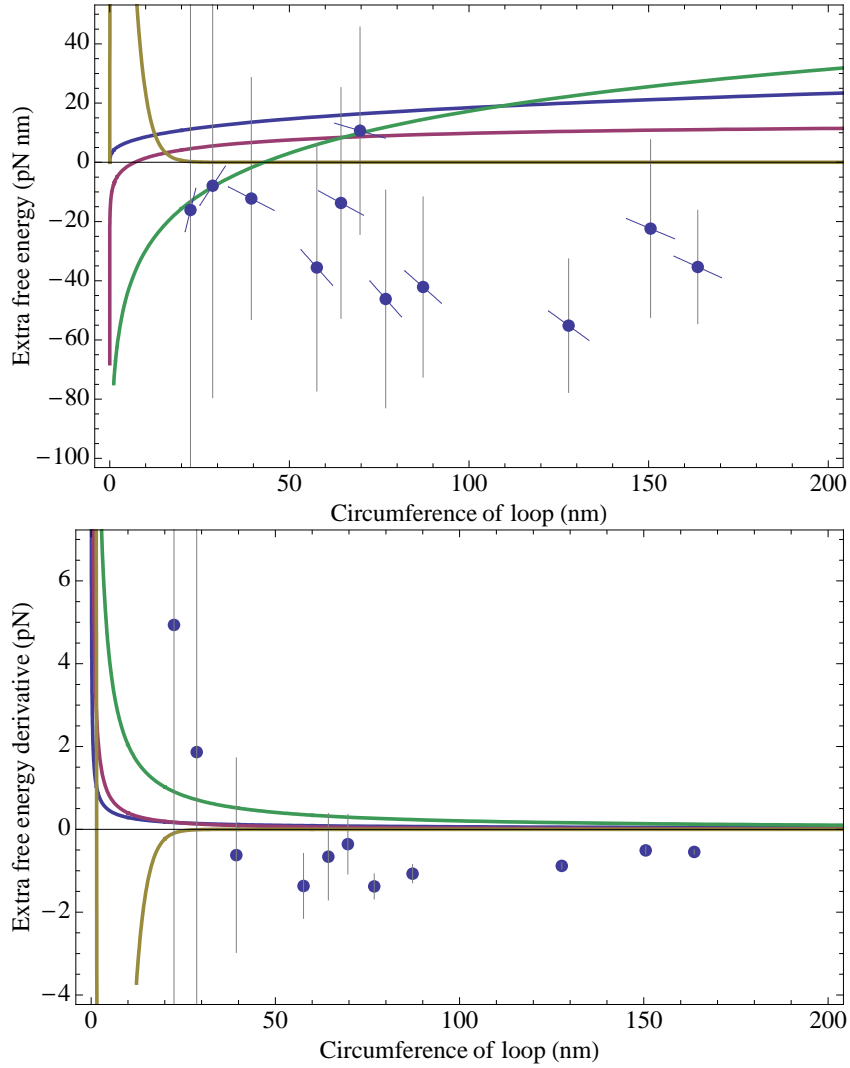 40
20
0
−20
−40
−60
−80
−100
Extra free energy (pN nm)
0 50 100 150 200
Circumference of loop (nm)
6
4
2
0
−2
−4
Extra free energy derivative (pN)
0 50 100 150 200
Circumference of loop (nm)